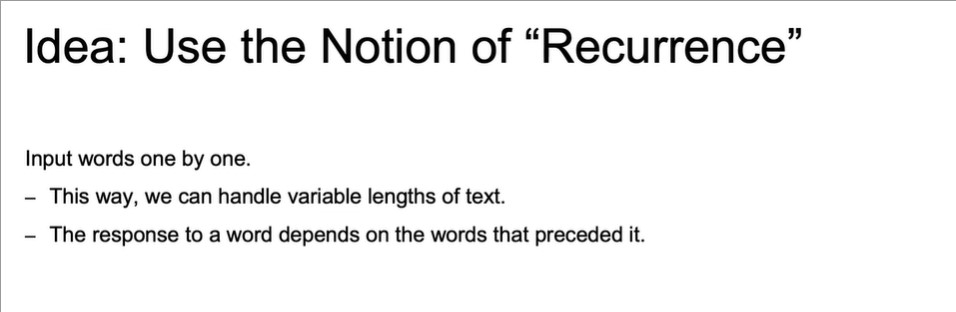 Idea: Use the Notion of “Recurrence”
Input words one by one.
– This way, we can handle variable lengths of text.
– The response to a word depends on the words that preceded it.